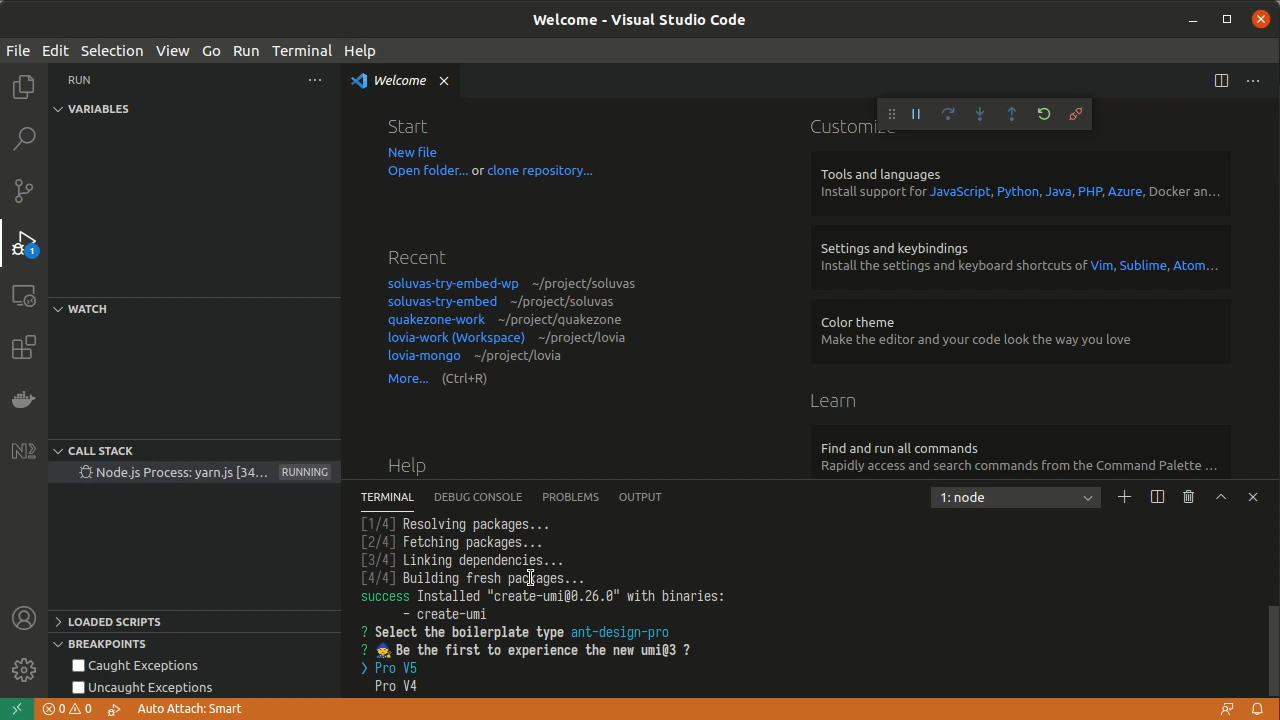 Welcome - Visual Studio Code
File Edit Selection View Go Run Terminal Help
RUN
VARIABLES
WATCH
CALL STACK
Node.js Process: yarn.js [34... RUNNING
LOADED SCRIPTS
BREAKPOINTS
Caught Exceptions
Uncaught Exceptions
1
Welcome
Start
New file
Open folder... or clone repository...
Recent
soluvas-try-embed-wp ~/project/soluvas
soluvas-try-embed ~/project/soluvas
quakezone-work ~/project/quakezone
lovia-work (Workspace) ~/project/lovia
lovia-mongo ~/project/lovia
More... (Ctrl+R)
Help
Customize
Tools and languages
Install support for JavaScript, Python, Java, PHP, Azure, Docker an...
Settings and keybindings
Install the settings and keyboard shortcuts of Vim, Sublime, Atom...
Color theme
Make the editor and your code look the way you love
Learn
Find and run all commands
Rapidly access and search commands from the Command Palette ...
TERMINAL DEBUG CONSOLE PROBLEMS OUTPUT 1: node
[1/4] Resolving packages...
[2/4] Fetching packages...
[3/4] Linking dependencies...
[4/4] Building fresh packages...
success Installed "create-umi@0.26.0" with binaries:
- create-umi
? Select the boilerplate type ant-design-pro
? 🧙 Be the first to experience the new umi@3 ?
❯ Pro V5
Pro V4
0 0 Auto Attach: Smart